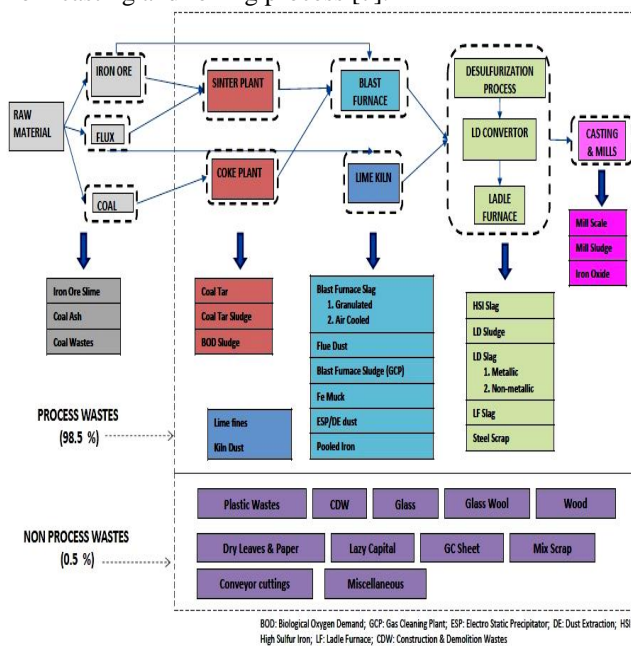 casting and rolling process
IRON ORE
SINTER PLANT
BLAST
FURNACE
DESULFURIZATION
PROCESS
RAW
MATERIAL
FLUX
LD CONVERTOR
CASTING
& MILLS
COKE PLANT
LIME KILN
COAL
LADLE
FURNACE
Mill Scale
Mill Sludge
Iron Oxide
Iron Ore Slime
Coal Ash
Coal Wastes
Coal Tar
Coal Tar Sludge
BOD Sludge
Blast Furnace Slag
1. Granulated
2. Air Cooled
Flue Dust
Blast Furnace Sludge (GCP)
Fe Muck
ESP/DE dust
Pooled Iron
HSI Slag
LD Sludge
LD Slag
1. Metallic
2. Non-metallic
LF Slag
Steel Scrap
Lime fines
Kiln Dust
PROCESS WASTES
(98.5 %)
NON PROCESS WASTES
(0.5 %)
Plastic Wastes
CDW
Glass
Glass Wool
Wood
Dry Leaves & Paper
Lazy Capital
GC Sheet
Mix Scrap
Conveyor cuttings
Miscellaneous
BOD: Biological Oxygen Demand; GCP: Gas Cleaning Plant; ESP: Electro Static Precipitator; DE: Dust Extraction; HSI
High Sulfur Iron; LF: Ladle Furnace; CDW: Construction & Demolition Wastes